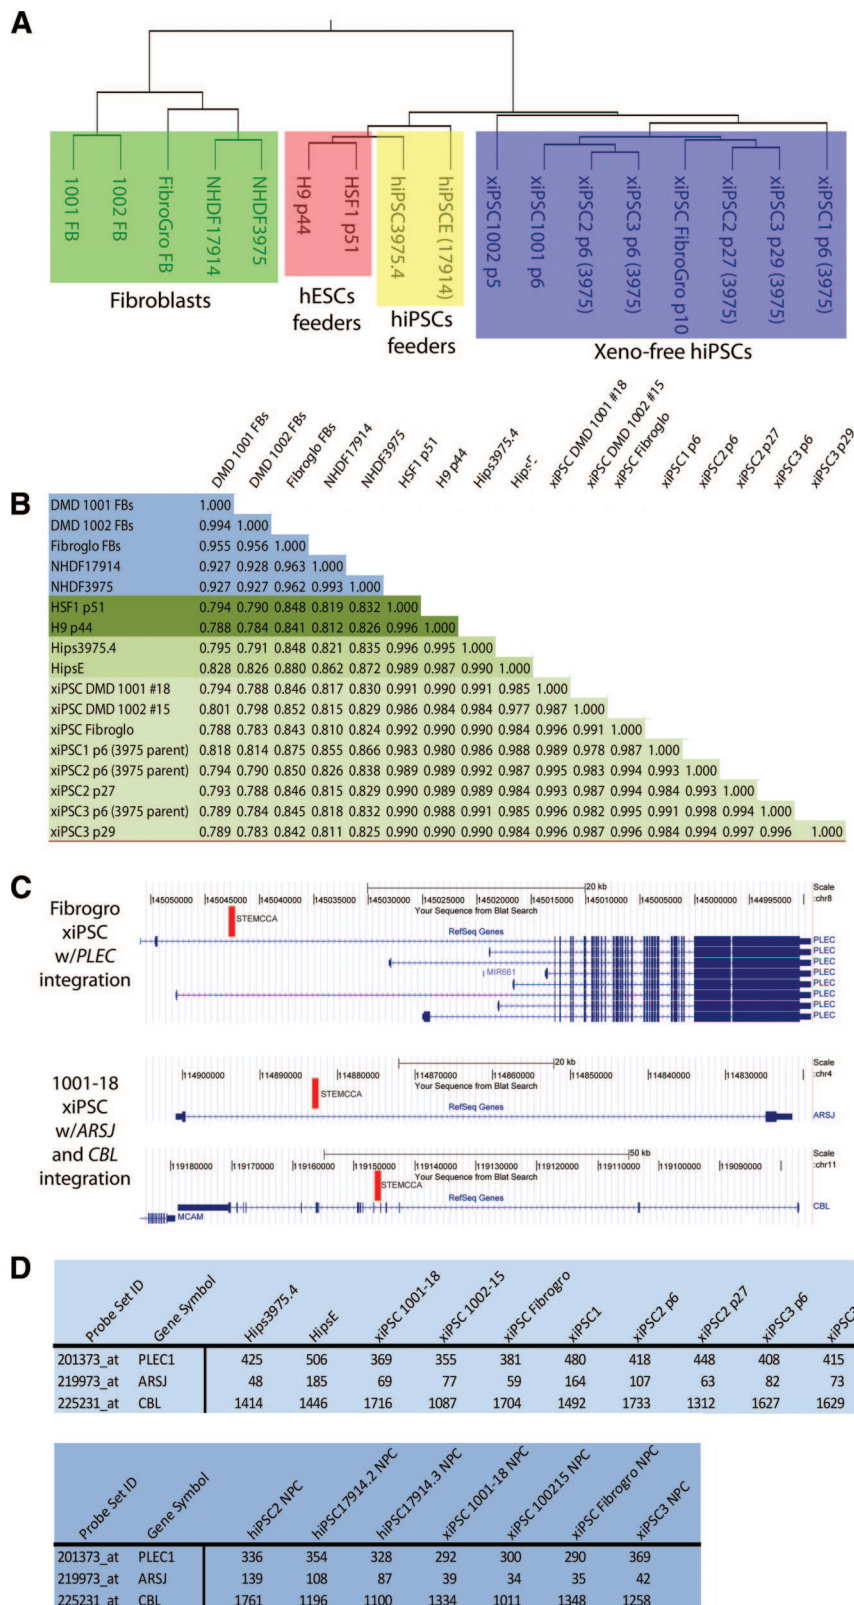 A
1001 FB
1002 FB
FibroGro FB
NHDF17914
NHDF3975
H9 p44
HSF1 p51
hiPSC3975.4
hiPSCE (17914)
xiPSC1002 p5
xiPSC1001 p6
xiPSC2 p6 (3975)
xiPSC3 p6 (3975)
xiPSC FibroGro p10
xiPSC2 p27 (3975)
xiPSC3 p29 (3975)
xiPSC1 p6 (3975)
Fibroblasts
hESCs
feeders
hiPSCs
feeders
Xeno-free hiPSCs
B
DMD 1001 FBs
DMD 1002 FBs
Fibroglo FBs
NHDF17914
NHDF3975
HSF1 p51
H9 p44
Hips3975.4
xiPSC DMD 1001 #18
xiPSC DMD 1002 #15
xiPSC Fibroglo
xiPSC1 p6
xiPSC2 p6
xiPSC2 p27
xiPSC3 p6
xiPSC3 p29
DMD 1001 FBs 1.000
DMD 1002 FBs 0.994 1.000
Fibroglo FBs 0.955 0.956 1.000
NHDF17914 0.927 0.928 0.963 1.000
NHDF3975 0.927 0.927 0.962 0.993 1.000
HSF1 p51 0.794 0.790 0.848 0.819 0.832 1.000
H9 p44 0.788 0.784 0.841 0.812 0.826 0.996 1.000
Hips3975.4 0.795 0.791 0.848 0.821 0.835 0.996 0.995 1.000
HipsE 0.828 0.826 0.880 0.862 0.872 0.989 0.987 0.990 1.000
xiPSC DMD 1001 #18 0.794 0.788 0.846 0.817 0.830 0.991 0.990 0.991 0.985 1.000
xiPSC DMD 1002 #15 0.801 0.798 0.852 0.815 0.829 0.986 0.984 0.984 0.977 0.987 1.000
xiPSC Fibroglo 0.788 0.783 0.843 0.810 0.824 0.992 0.990 0.990 0.984 0.996 0.991 1.000
xiPSC1 p6 (3975 parent) 0.818 0.814 0.875 0.855 0.866 0.983 0.980 0.986 0.988 0.989 0.978 0.987 1.000
xiPSC2 p6 (3975 parent) 0.794 0.790 0.850 0.826 0.838 0.989 0.989 0.992 0.987 0.995 0.983 0.994 0.993 1.000
xiPSC2 p27 0.793 0.788 0.846 0.815 0.829 0.990 0.989 0.989 0.984 0.993 0.987 0.994 0.984 0.993 1.000
xiPSC3 p6 (3975 parent) 0.789 0.784 0.845 0.818 0.832 0.990 0.988 0.991 0.985 0.996 0.982 0.995 0.991 0.998 0.994 1.000
xiPSC3 p29 0.789 0.783 0.842 0.811 0.825 0.990 0.990 0.990 0.984 0.996 0.987 0.996 0.984 0.994 0.997 0.996 1.000
C
Fibrogro
xiPSC
w/PLEC
integration
20 kb
Scale
145050000 145045000 145040000 145035000 145030000 145025000 145020000 145015000 145010000 145005000 145000000 144995000
:chr8
Your Sequence from Blat Search
STEMCCA
RefSeq Genes
PLEC
PLEC
PLEC
MIR661
PLEC
PLEC
PLEC
PLEC
PLEC
1001-18
xiPSC
w/ARSJ
and CBL
integration
20 kb
Scale
114900000 114890000 114880000 114870000 114860000 114850000 114840000 114830000
:chr4
Your Sequence from Blat Search
STEMCCA
RefSeq Genes
ARSJ
50 kb
Scale
119180000 119170000 119160000 119150000 119140000 119130000 119120000 119110000 119100000 119090000
:chr11
Your Sequence from Blat Search
STEMCCA
RefSeq Genes
CBL
MCAM
D
Probe Set ID
Gene Symbol
Hips3975.4
HipsE
xiPSC 1001-18
xiPSC 1002-15
xiPSC Fibrogro
xiPSC1
xiPSC2 p6
xiPSC2 p27
xiPSC3 p6
xiPSC3
201373_at PLEC1 425 506 369 355 381 480 418 448 408 415
219973_at ARSJ 48 185 69 77 59 164 107 63 82 73
225231_at CBL 1414 1446 1716 1087 1704 1492 1733 1312 1627 1629
Probe Set ID
Gene Symbol
hiPSC2 NPC
hiPSC17914.2 NPC
hiPSC17914.3 NPC
xiPSC 1001-18 NPC
xiPSC 100215 NPC
xiPSC Fibrogro NPC
xiPSC3 NPC
201373_at PLEC1 336 354 328 292 300 290 369
219973_at ARSJ 139 108 87 39 34 35 42
225231_at CBL 1761 1196 1100 1334 1011 1348 1258